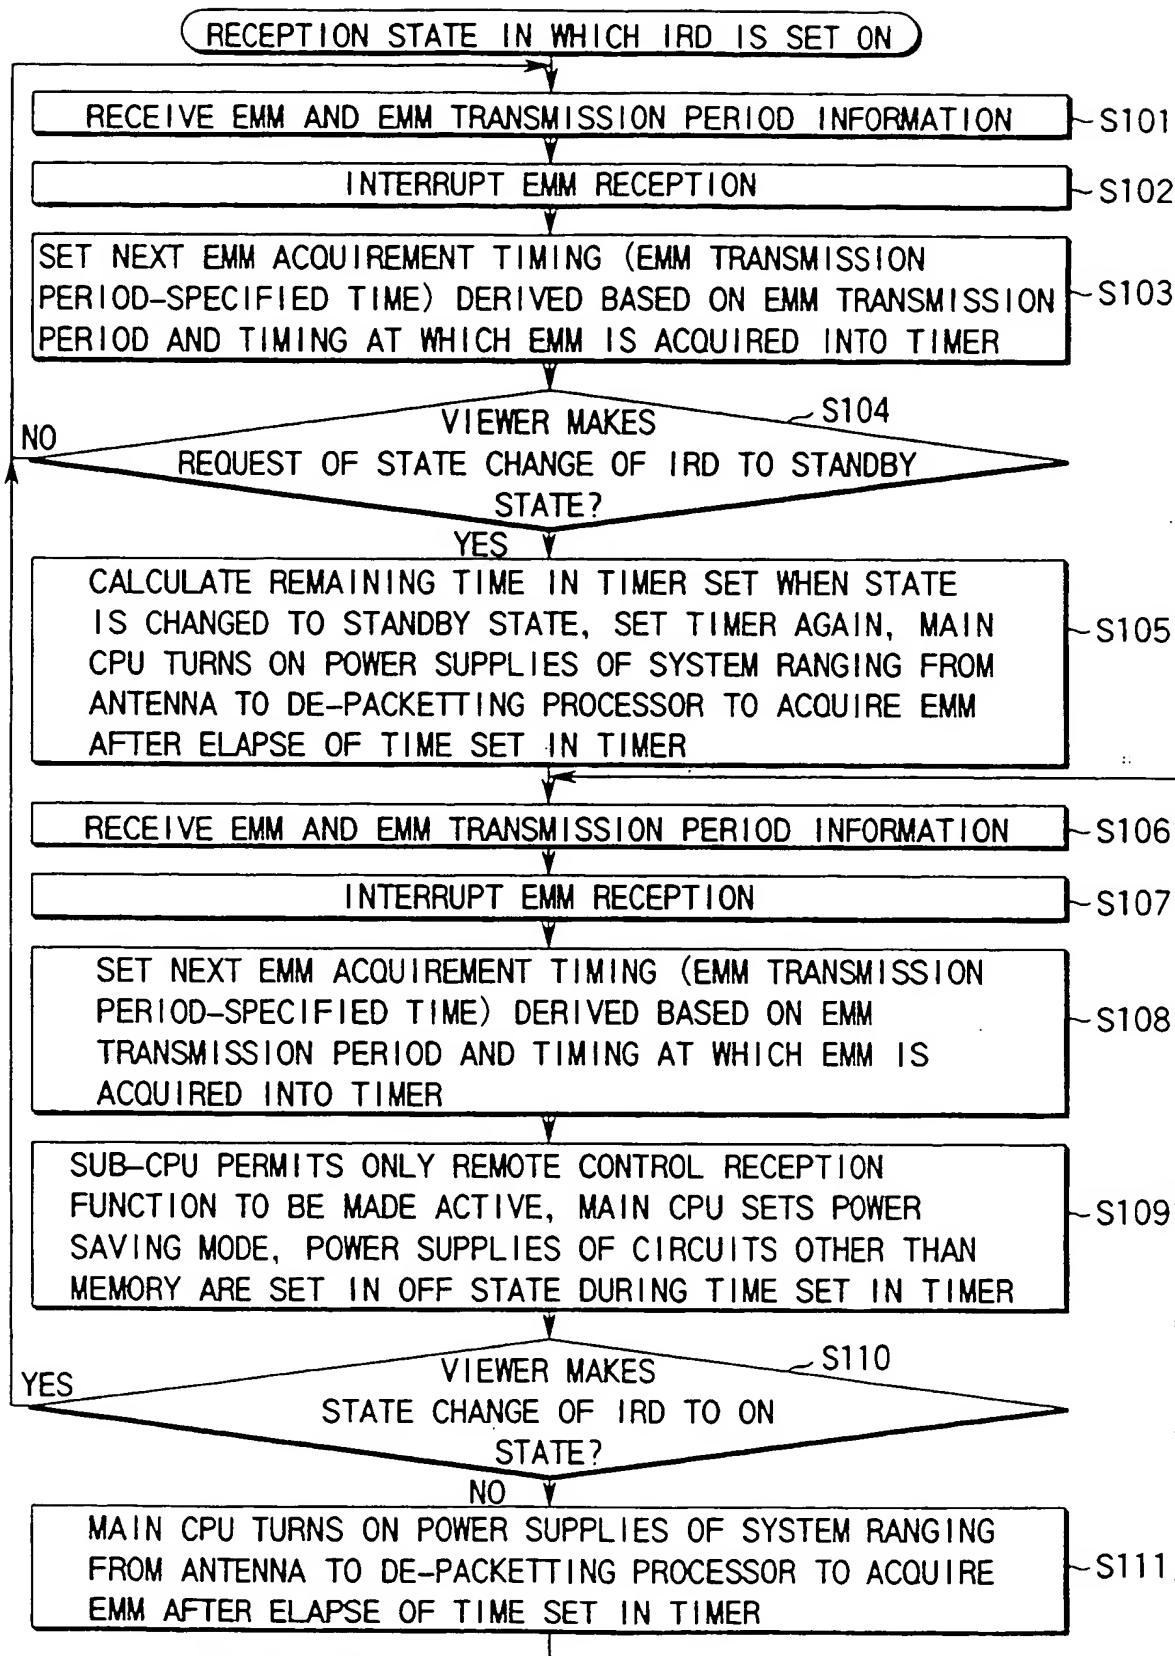 RECEPTION STATE IN WHICH IRD IS SET ON
RECEIVE EMM AND EMM TRANSMISSION PERIOD INFORMATION
S101
INTERRUPT EMM RECEPTION
S102
SET NEXT EMM ACQUIREMENT TIMING (EMM TRANSMISSION
PERIOD-SPECIFIED TIME) DERIVED BASED ON EMM TRANSMISSION
PERIOD AND TIMING AT WHICH EMM IS ACQUIRED INTO TIMER
S103
S104
VIEWER MAKES
REQUEST OF STATE CHANGE OF IRD TO STANDBY
STATE?
NO
YES
CALCULATE REMAINING TIME IN TIMER SET WHEN STATE
IS CHANGED TO STANDBY STATE, SET TIMER AGAIN, MAIN
CPU TURNS ON POWER SUPPLIES OF SYSTEM RANGING FROM
ANTENNA TO DE-PACKETTING PROCESSOR TO ACQUIRE EMM
AFTER ELAPSE OF TIME SET IN TIMER
S105
RECEIVE EMM AND EMM TRANSMISSION PERIOD INFORMATION
S106
INTERRUPT EMM RECEPTION
S107
SET NEXT EMM ACQUIREMENT TIMING (EMM TRANSMISSION
PERIOD-SPECIFIED TIME) DERIVED BASED ON EMM
TRANSMISSION PERIOD AND TIMING AT WHICH EMM IS
ACQUIRED INTO TIMER
S108
SUB-CPU PERMITS ONLY REMOTE CONTROL RECEPTION
FUNCTION TO BE MADE ACTIVE, MAIN CPU SETS POWER
SAVING MODE, POWER SUPPLIES OF CIRCUITS OTHER THAN
MEMORY ARE SET IN OFF STATE DURING TIME SET IN TIMER
S109
S110
VIEWER MAKES
STATE CHANGE OF IRD TO ON
STATE?
YES
NO
MAIN CPU TURNS ON POWER SUPPLIES OF SYSTEM RANGING
FROM ANTENNA TO DE-PACKETTING PROCESSOR TO ACQUIRE
EMM AFTER ELAPSE OF TIME SET IN TIMER
S111